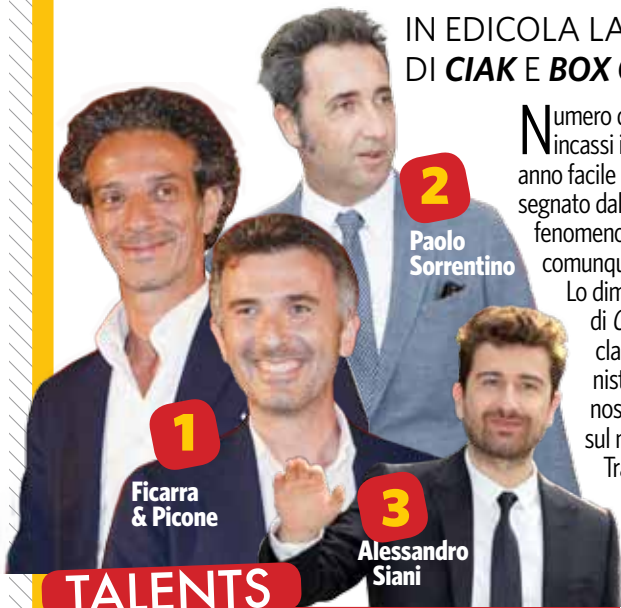 IN EDICOLA LA
DI CIAK E BOX
Numero
incassi i
anno facile
segnato dal
fenomeno
comunqu
Lo dim
di
cla
nist
nos
sul
Tra
2
Paolo
Sorrentino
1
Ficarra
& Picone
3
Alessandro
Siani
TALENTS